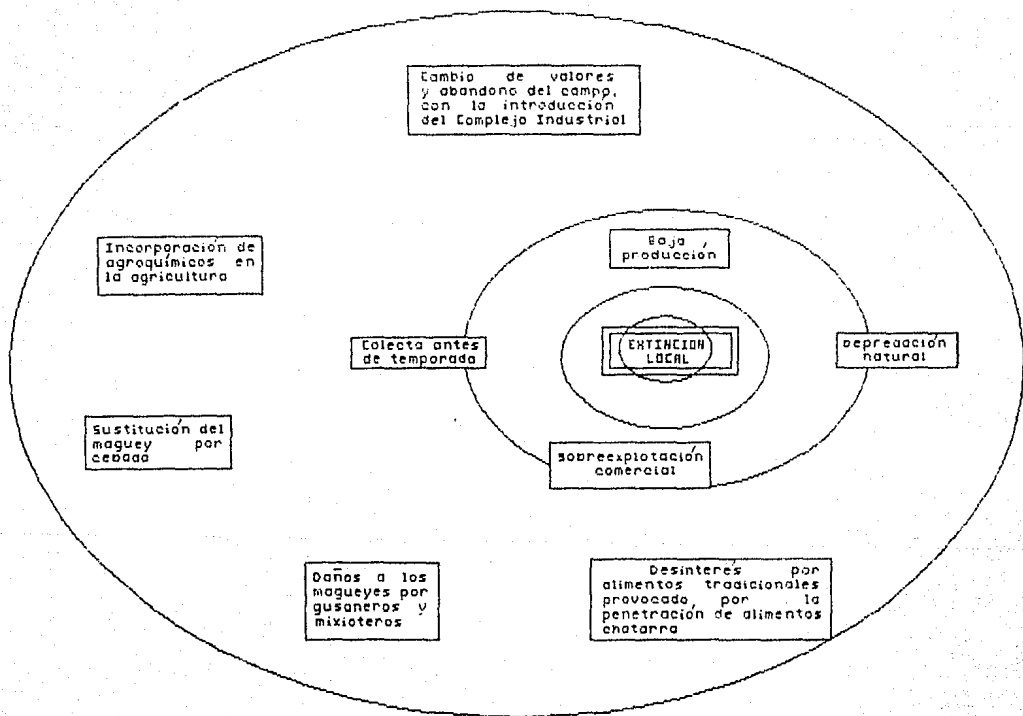 Cambio de valores
y abandono del campo,
con la introducción
del Complejo Industrial
Incorporación de
agroquímicos en
la agricultura
Baja
producción
Colecta antes
de temporada
EXTINCION
LOCAL
Depredación
natural
Sustitución del
maguey por
cebada
Sobreexplotación
comercial
Daños a los
magueyes por
gusaneros y
mixioteros
Desinterés por
alimentos tradicionales
provocado por la
penetración de alimentos
chatarra